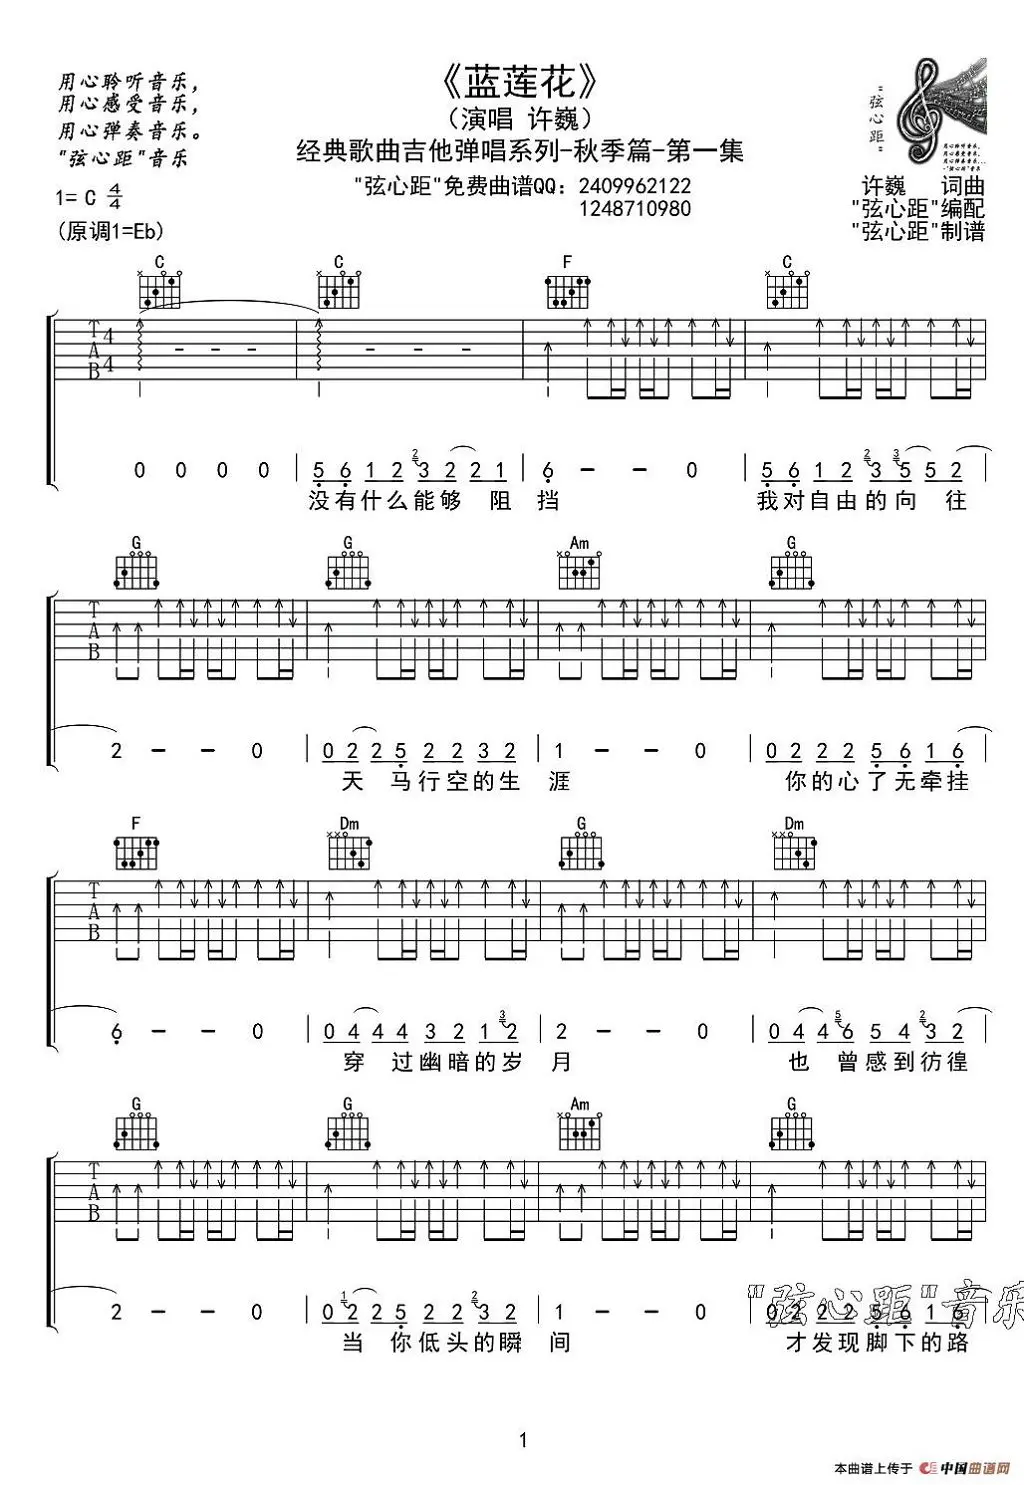 用心聆听音乐,
用心感受音乐,
用心弹奏音乐。
"弦心距"音乐
《蓝莲花》
(演唱 许巍)
经典歌曲吉他弹唱系列-秋季篇-第一集
"弦心距"免费曲谱QQ: 2409962122
1248710980
"弦心距"
许巍 词曲
"弦心距"编配
"弦心距"制谱
1= C 4/4
(原调1=Eb)
C C F C
T A B 4 4
0 0 0 0 | 5 6 1 2 2 3 2 2 1 | 6 — — 0 | 5 6 1 2 2 3 3 5 5 2
没有什么能够 阻 挡 我对自由的向 往
G G Am G
T A B
2 — — 0 | 0 2 2 5 2 2 3 2 | 1 — — 0 | 0 2 2 2 5 6 1 6
天 马行空的生 涯 你的心了无牵挂
F Dm G Dm
T A B
6 — — 0 | 0 4 4 4 3 2 1 3 2 | 2 — — 0 | 0 4 4 5 6 5 4 2 3 2
穿 过幽暗的岁 月 也 曾感到彷徨
G G Am G
T A B
2 — — 0 | 0 1 2 2 5 2 2 2 3 2 | 1 — — 0 | 0 2 2 2 5 6 1 6
"弦心距"音乐
当 你低头的瞬 间 才发现脚下的路
1
本曲谱上传于 中国曲谱网